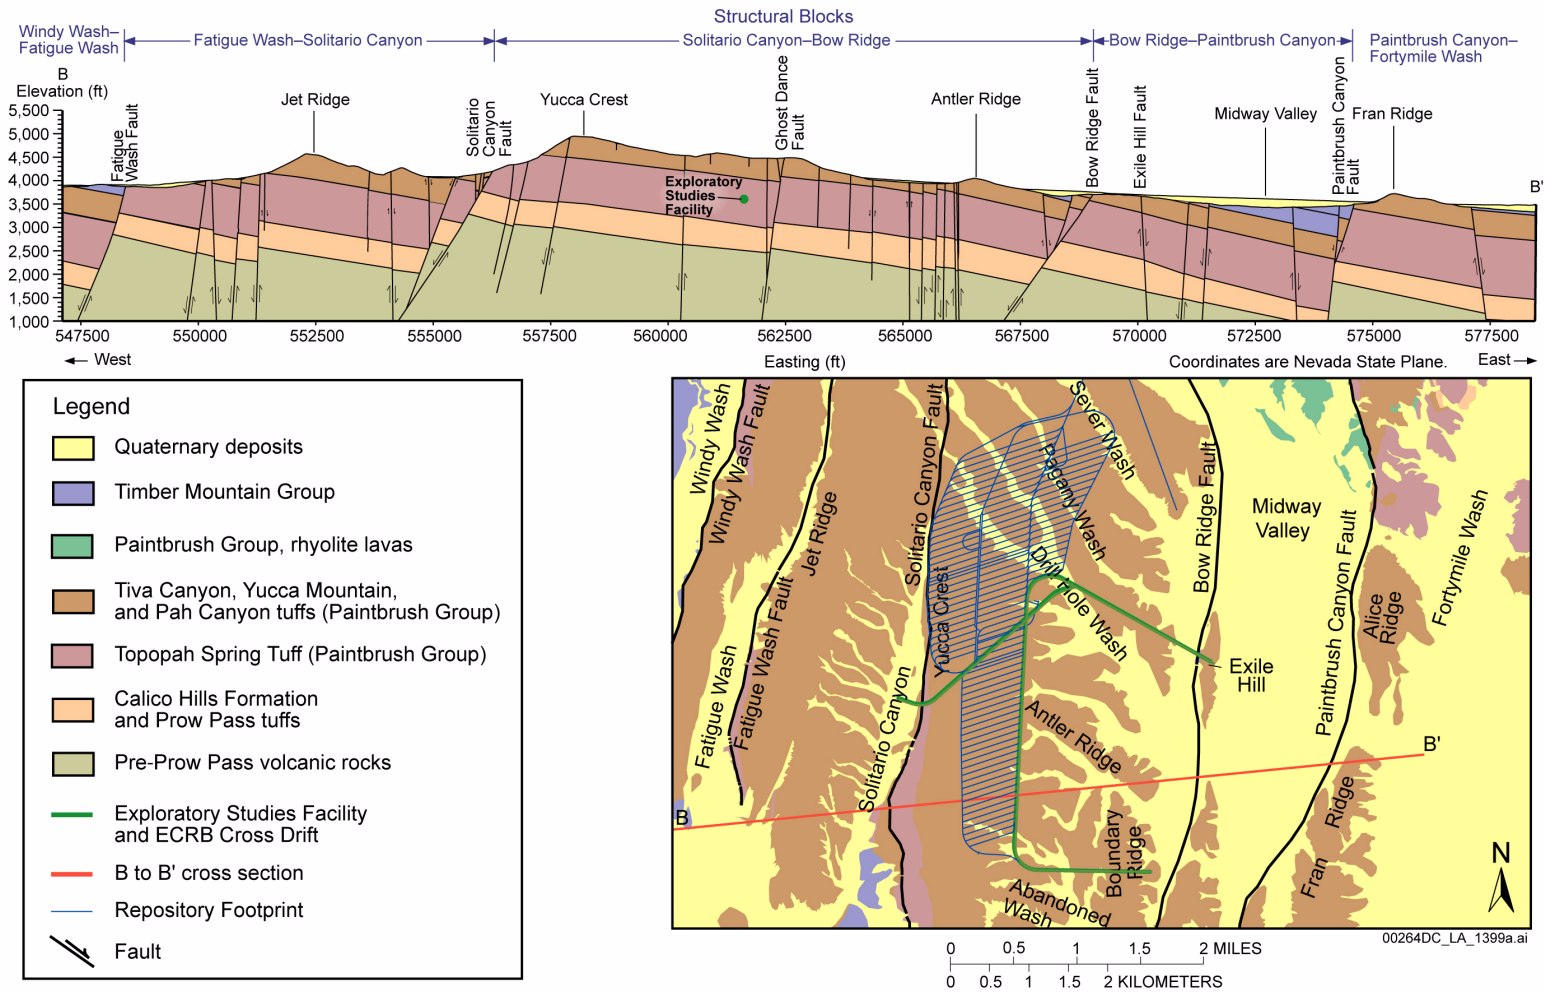 Structural Blocks
Windy Wash–
Fatigue Wash
Fatigue Wash–Solitario Canyon
Solitario Canyon–Bow Ridge
Bow Ridge–Paintbrush Canyon
Paintbrush Canyon–
Fortymile Wash
B
Elevation (ft)
Fatigue
Wash Fault
Jet Ridge
Solitario
Canyon
Fault
Yucca Crest
Ghost Dance
Fault
Antler Ridge
Bow Ridge Fault
Exile Hill Fault
Midway Valley
Paintbrush Canyon
Fault
Fran Ridge
B'
5,500
5,000
4,500
4,000
3,500
3,000
2,500
2,000
1,500
1,000
Exploratory
Studies
Facility
547500
550000
552500
555000
557500
560000
562500
565000
567500
570000
572500
575000
577500
West
Easting (ft)
Coordinates are Nevada State Plane.
East
Legend
Quaternary deposits
Timber Mountain Group
Paintbrush Group, rhyolite lavas
Tiva Canyon, Yucca Mountain,
and Pah Canyon tuffs (Paintbrush Group)
Topopah Spring Tuff (Paintbrush Group)
Calico Hills Formation
and Prow Pass tuffs
Pre-Prow Pass volcanic rocks
Exploratory Studies Facility
and ECRB Cross Drift
B to B' cross section
Repository Footprint
Fault
Windy Wash
Windy Wash Fault
Jet Ridge
Fatigue Wash
Fatigue Wash Fault
Solitario Canyon Fault
Solitario Canyon
Yucca Crest
Sever Wash
Pagany Wash
Drill Hole Wash
Bow Ridge Fault
Midway
Valley
Exile
Hill
Paintbrush Canyon Fault
Alice
Ridge
Fortymile Wash
Antler Ridge
B
B'
Boundary
Ridge
Fran
Ridge
Abandoned
Wash
N
00264DC_LA_1399a.ai
0
0.5
1
1.5
2 MILES
0
0.5
1
1.5
2 KILOMETERS